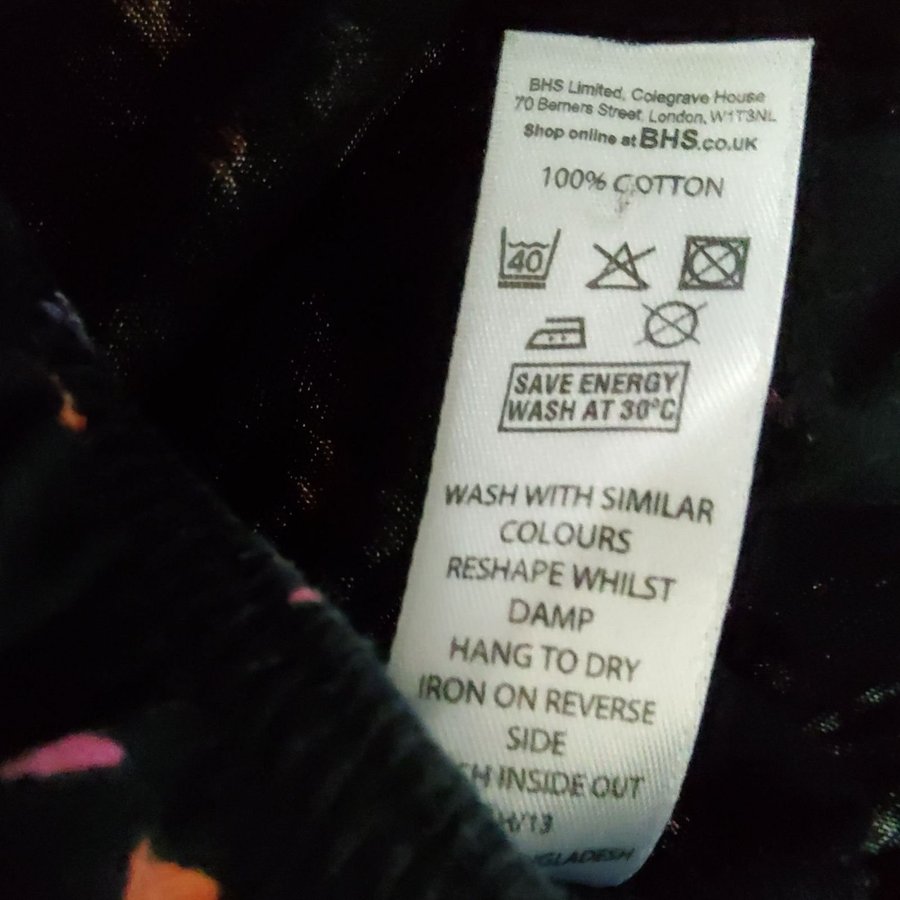 BHS Limited, Colegrave House
70 Berners Street, London, W1T3NL
Shop online at BHS.CO.UK
100% COTTON
40
SAVE ENERGY
WASH AT 30°C
WASH WITH SIMILAR
COLOURS
RESHAPE WHILST
DAMP
HANG TO DRY
IRON ON REVERSE
SIDE
INSIDE OUT